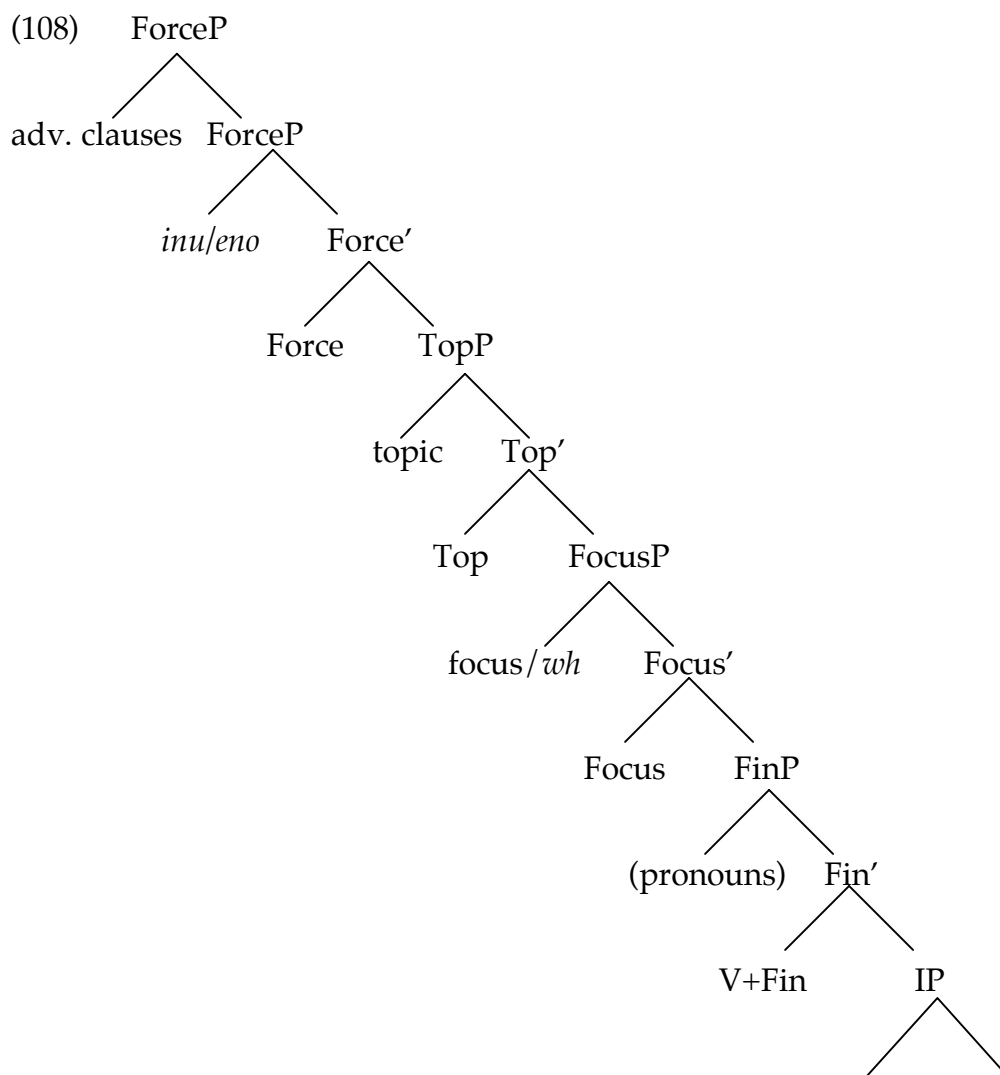 (108) ForceP
adv. clauses ForceP
inu/eno Force’
Force TopP
topic Top’
Top FocusP
focus/wh Focus’
Focus FinP
(pronouns) Fin’
V+Fin IP